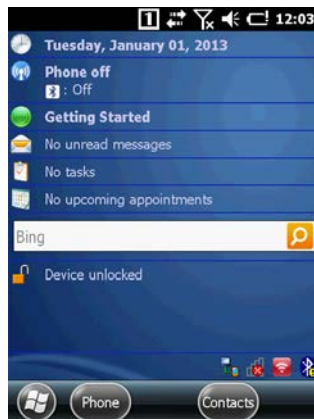 1 12:03
Tuesday, January 01, 2013
Phone off
: Off
Getting Started
No unread messages
No tasks
No upcoming appointments
Bing
Device unlocked
Phone Contacts